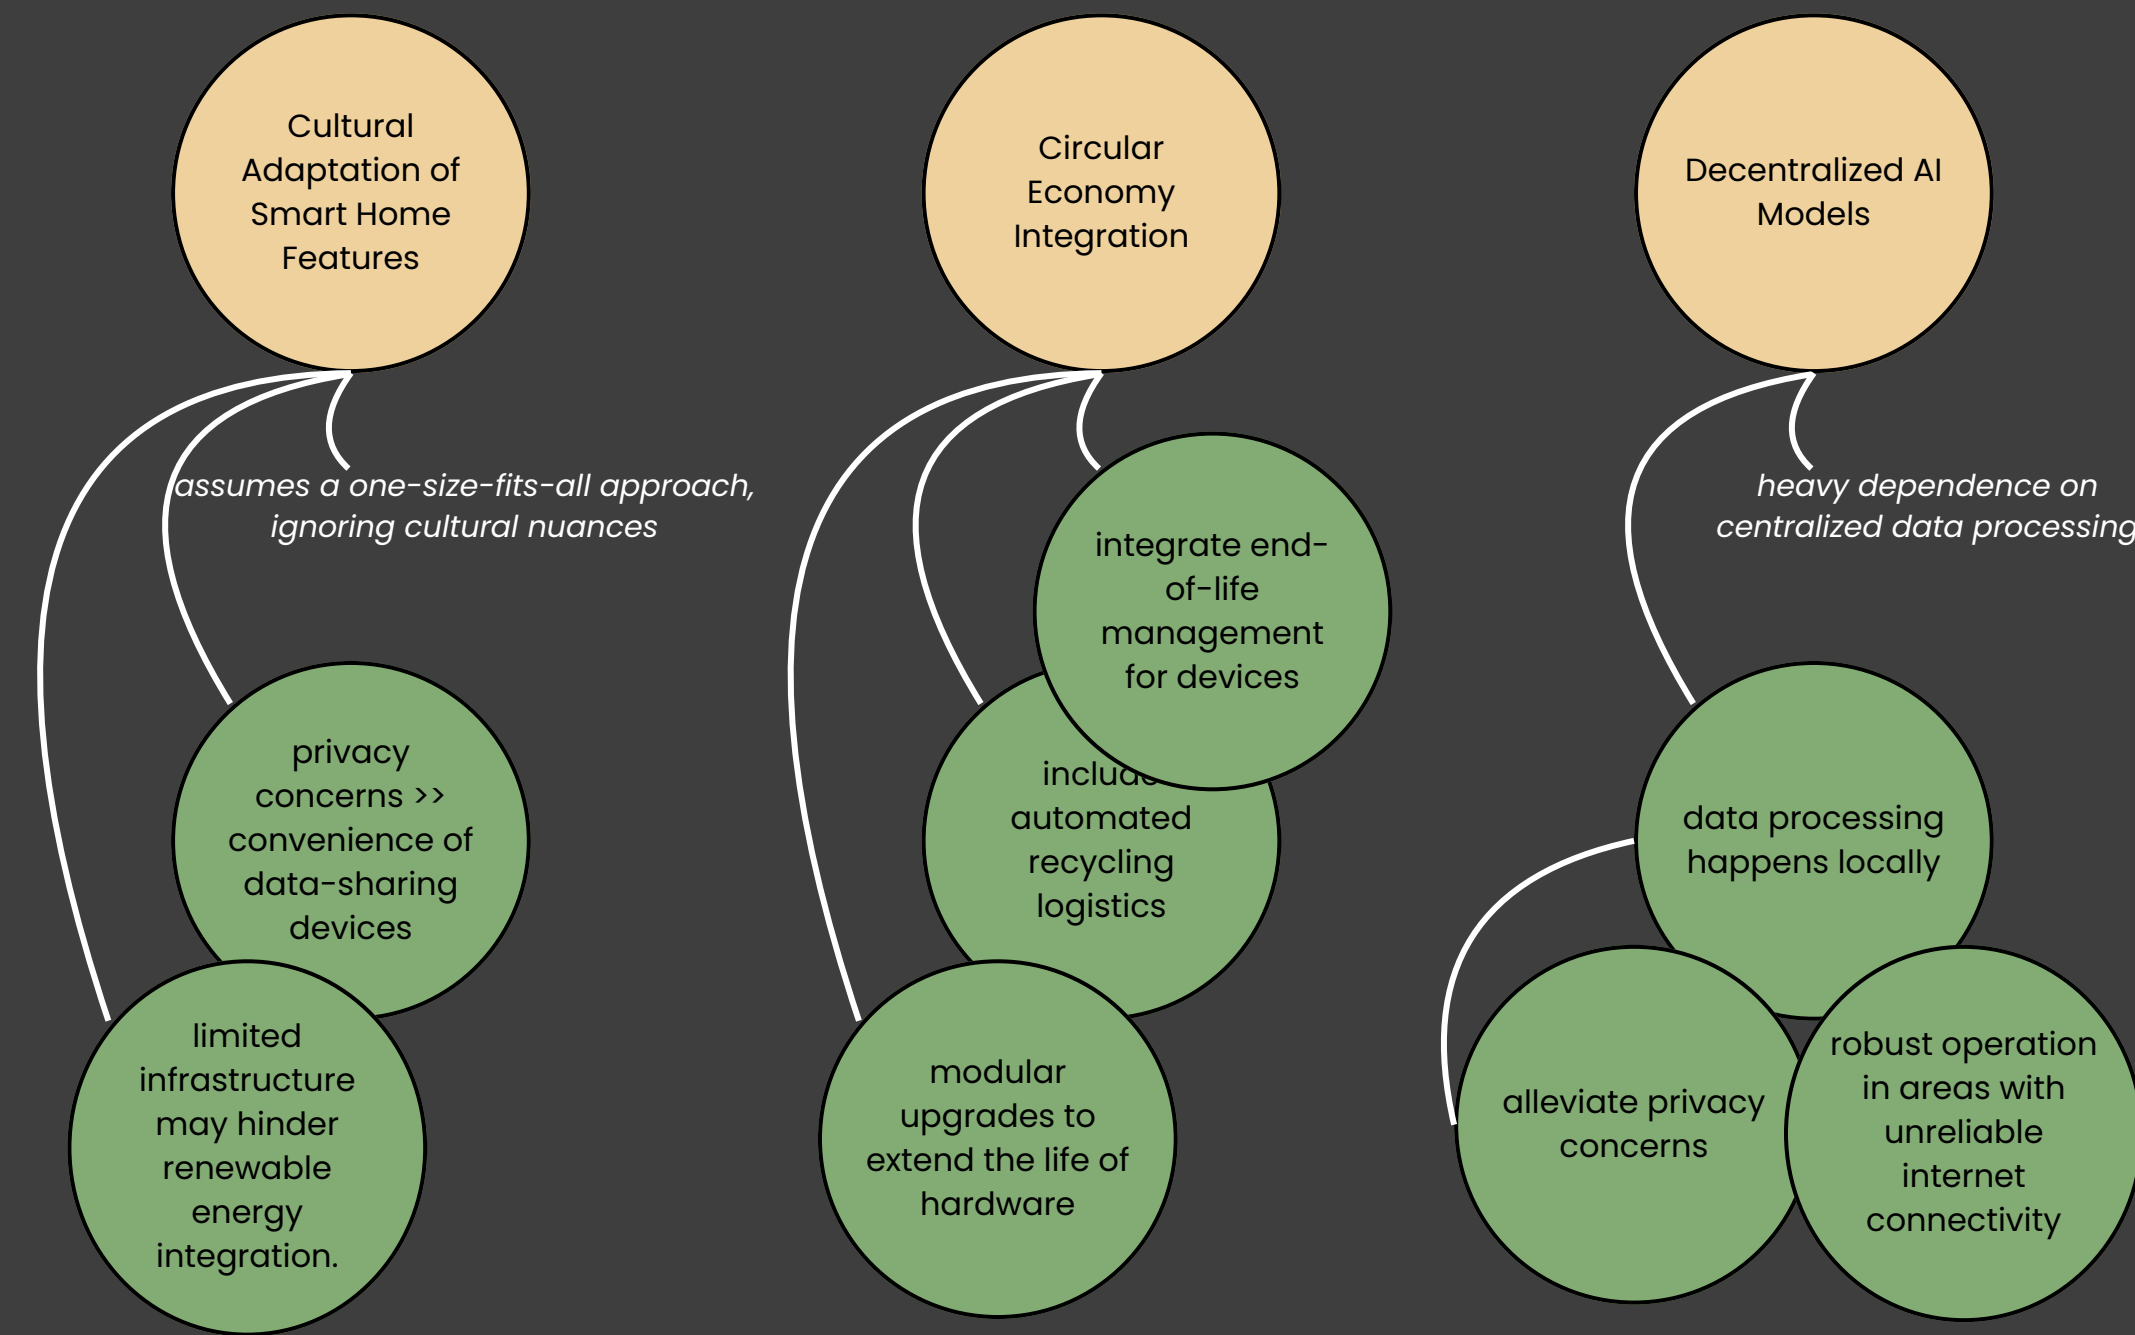 Cultural
Adaptation of
Smart Home
Features
assumes a one-size-fits-all approach,
ignoring cultural nuances
privacy
concerns >>
convenience of
data-sharing
devices
limited
infrastructure
may hinder
renewable
energy
integration.
Circular
Economy
Integration
integrate end-
of-life
management
for devices
include
automated
recycling
logistics
modular
upgrades to
extend the life of
hardware
Decentralized AI
Models
heavy dependence on
centralized data processing
data processing
happens locally
alleviate privacy
concerns
robust operation
in areas with
unreliable
internet
connectivity